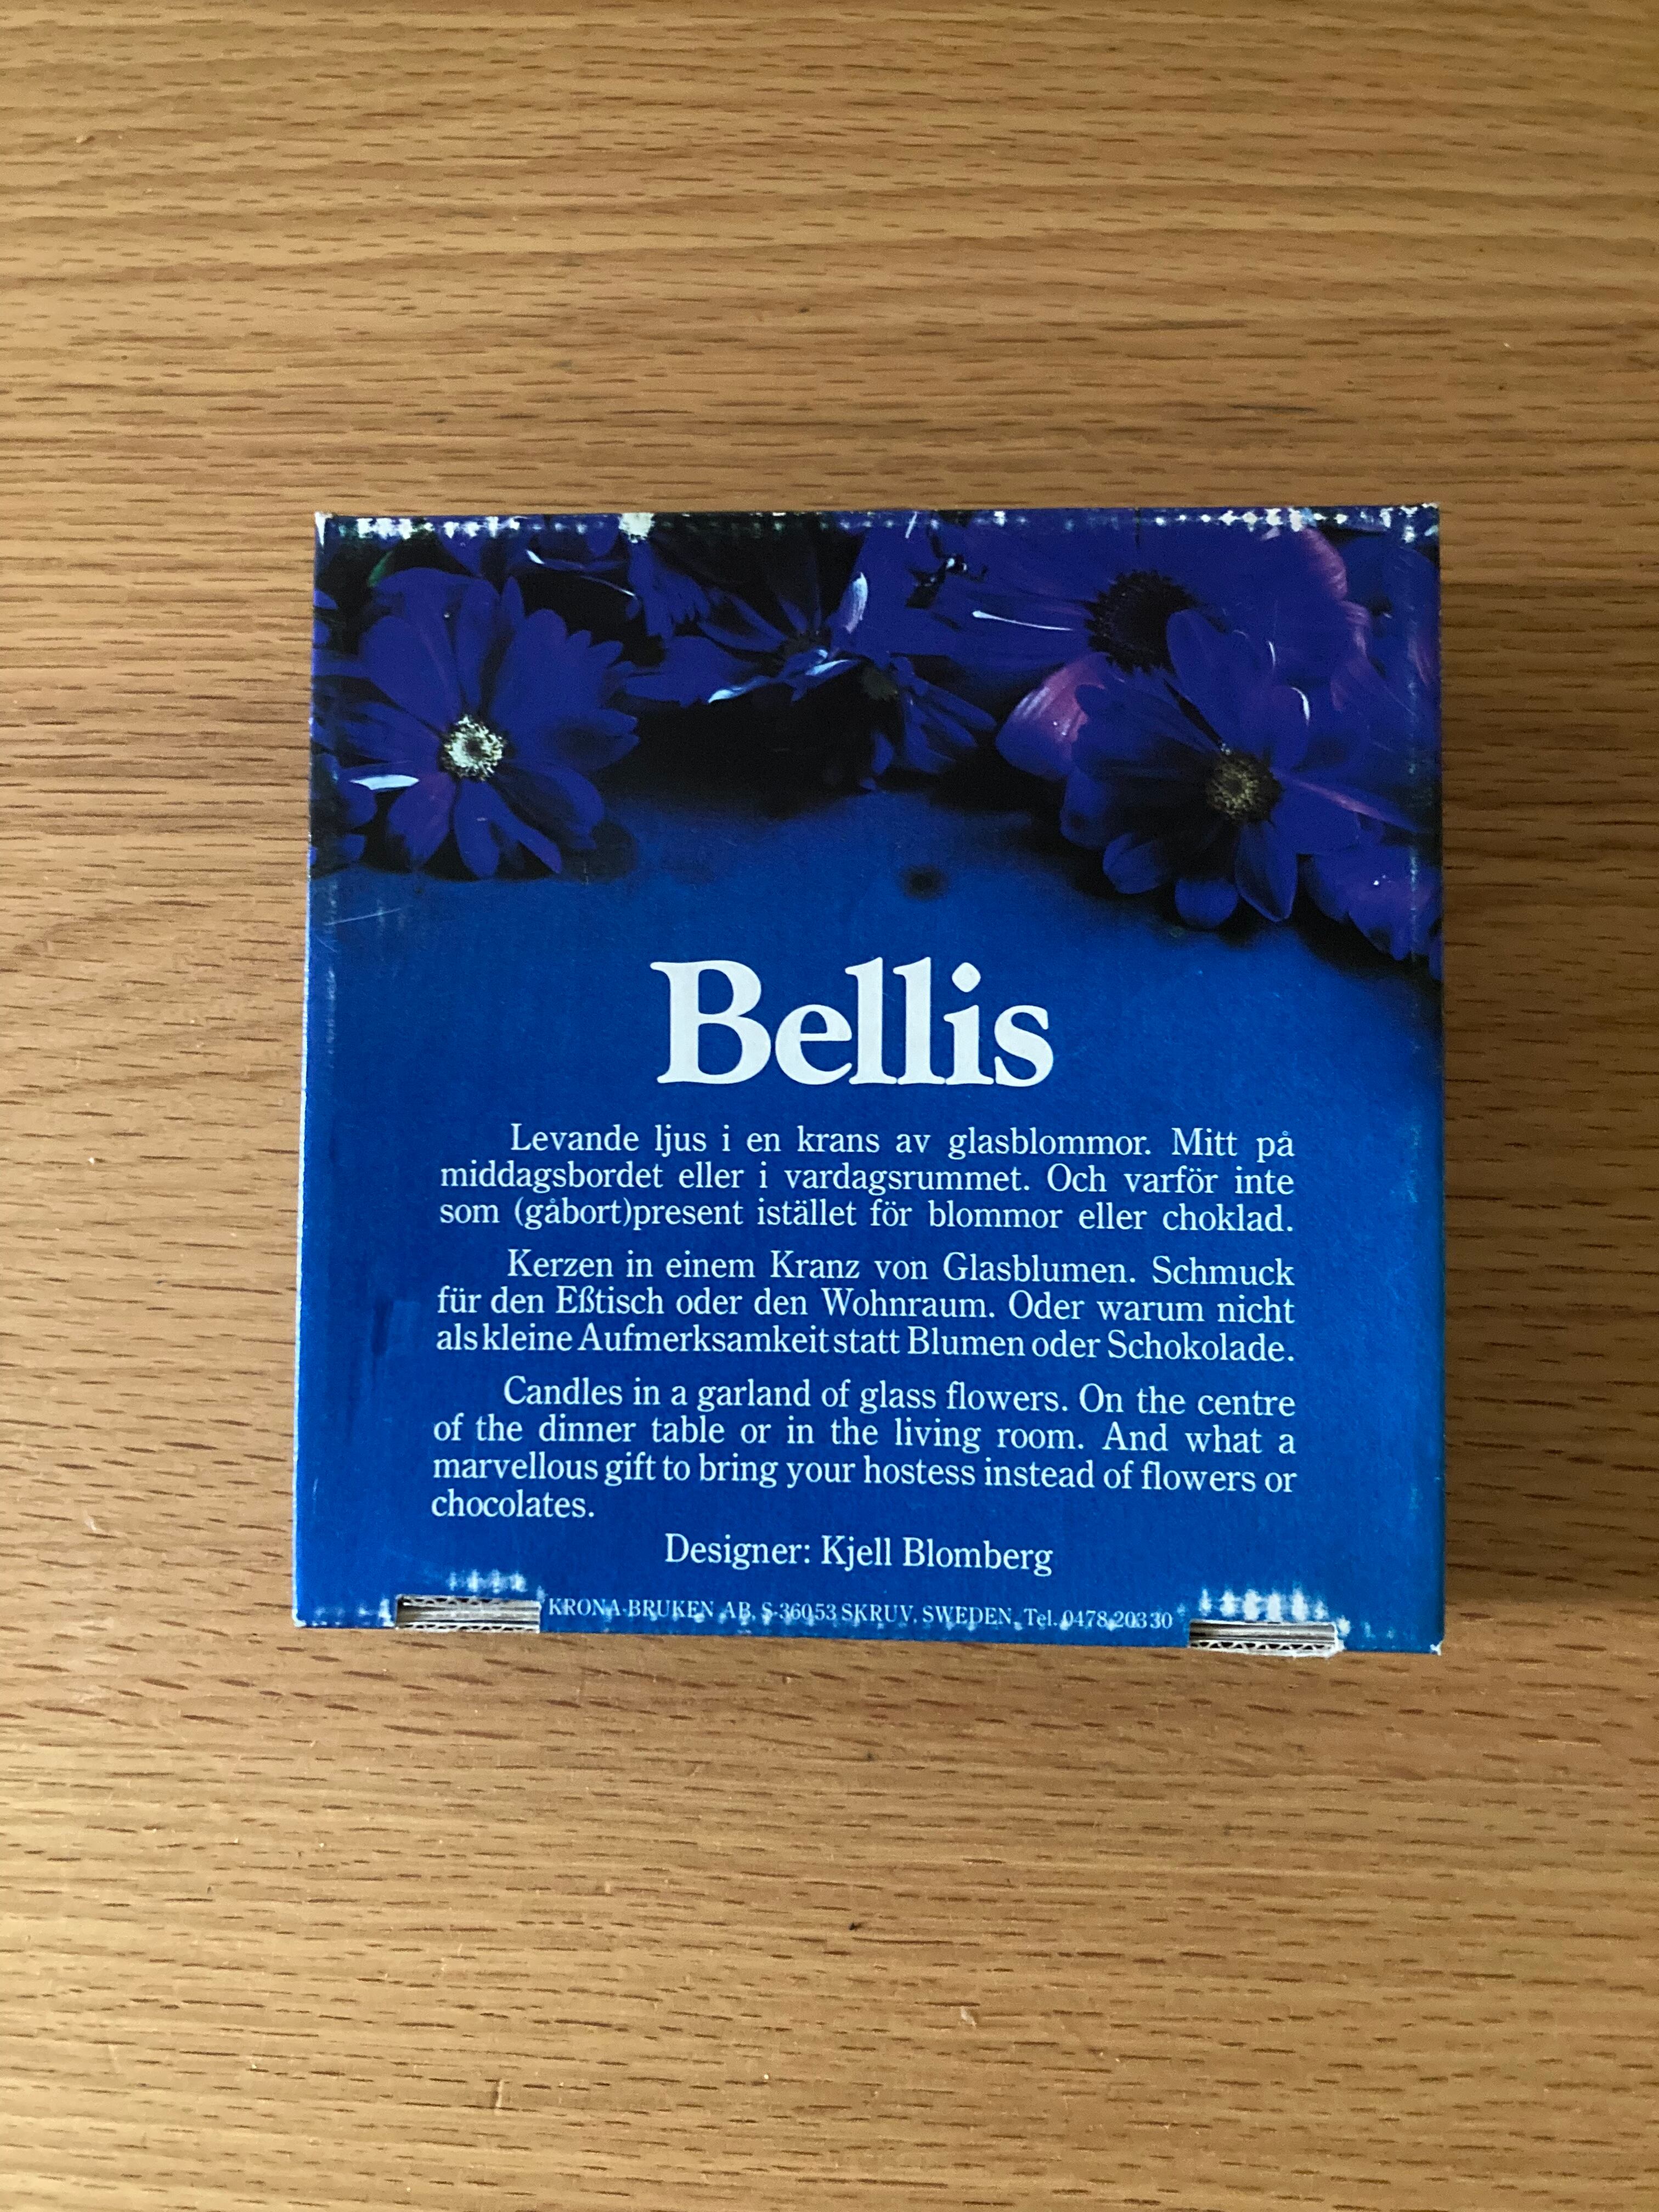 Bellis
Levande ljus i en krans av glasblommor. Mitt på
middagsbordet eller i vardagsrummet. Och varför inte
som (gåbort)present istället för blommor eller choklad.
Kerzen in einem Kranz von Glasblumen. Schmuck
für den Eßtisch oder den Wohnraum. Oder warum nicht
als kleine Aufmerksamkeit statt Blumen oder Schokolade.
Candles in a garland of glass flowers. On the centre
of the dinner table or in the living room. And what a
marvellous gift to bring your hostess instead of flowers or
chocolates.
Designer: Kjell Blomberg
KRONA-BRUKEN AB, S-36053 SKRUV, SWEDEN, Tel. 0478 203 30